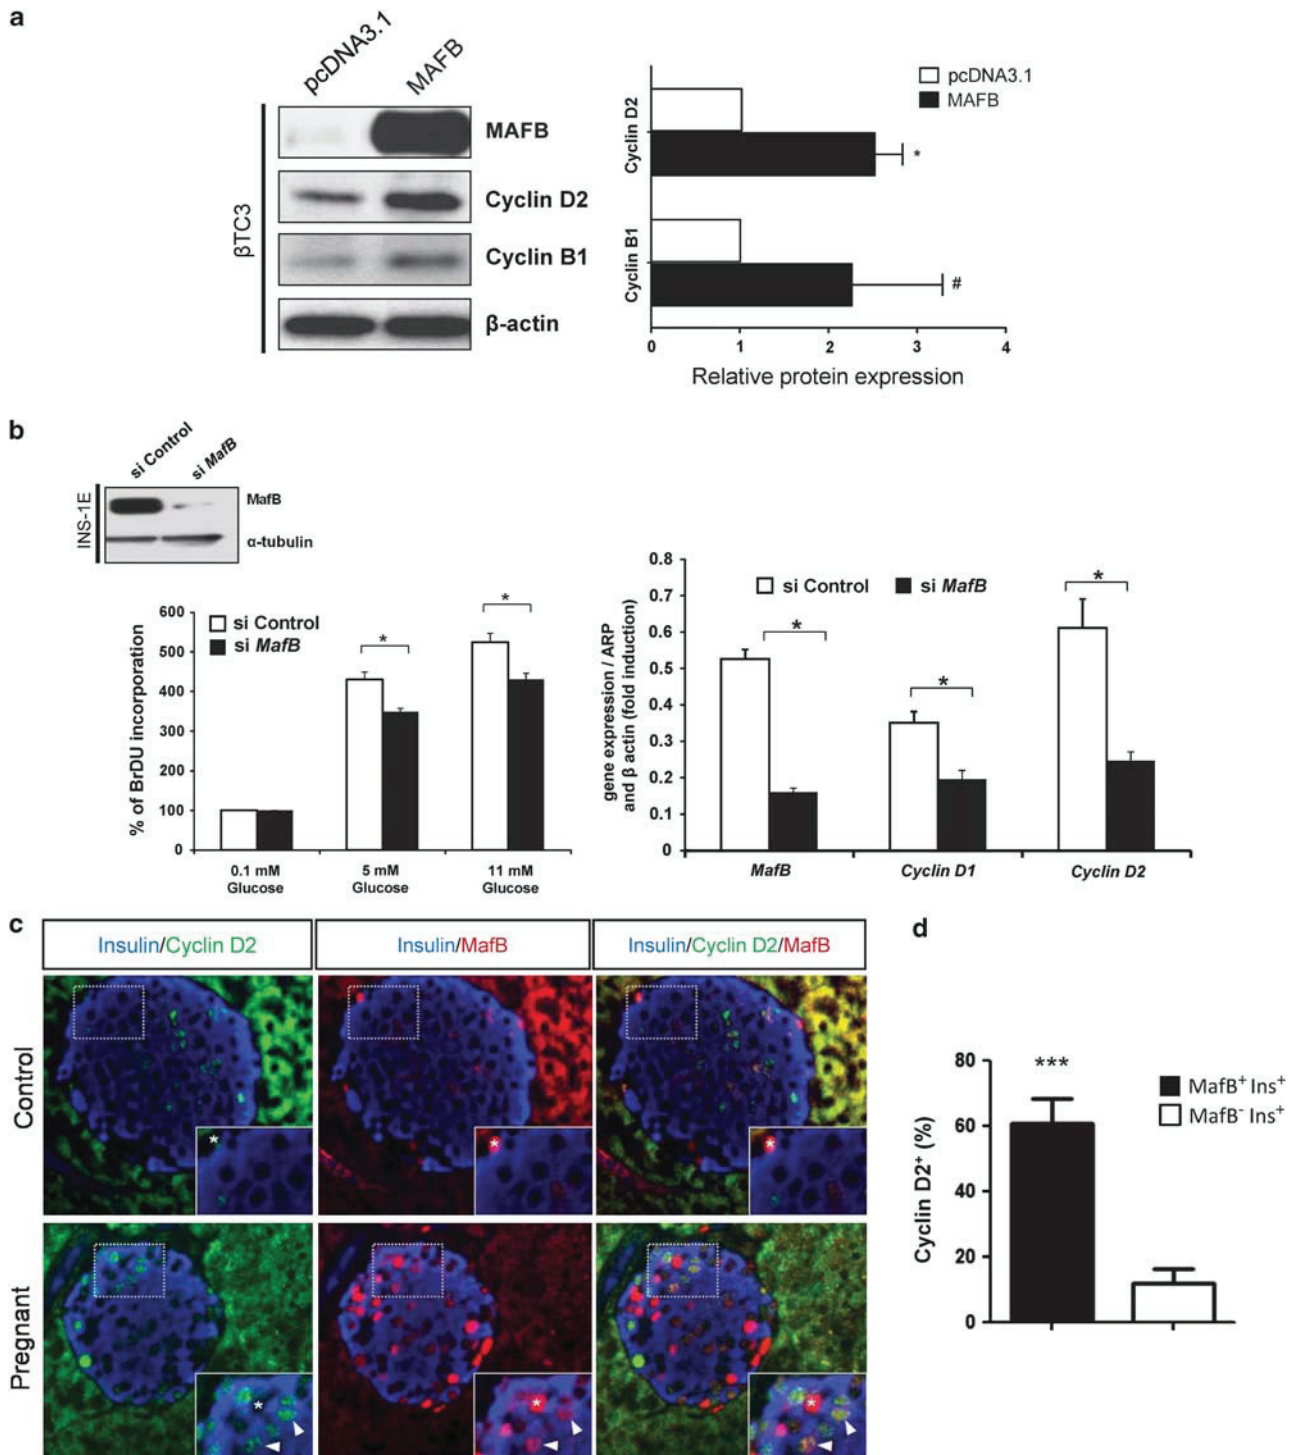 a
pcDNA3.1
MAFB
βTC3
MAFB
Cyclin D2
Cyclin B1
β-actin
pcDNA3.1
MAFB
Cyclin D2
*
Cyclin B1
#
0 1 2 3 4
Relative protein expression
b
si Control
si MafB
INS-1E
MafB
α-tubulin
% of BrDU incorporation
600
500
400
300
200
100
0
si Control
si MafB
*
*
0.1 mM Glucose
5 mM Glucose
11 mM Glucose
gene expression / ARP
and β actin (fold induction)
0.8
0.7
0.6
0.5
0.4
0.3
0.2
0.1
0
si Control si MafB
*
*
*
MafB Cyclin D1 Cyclin D2
c
Insulin/Cyclin D2
Insulin/MafB
Insulin/Cyclin D2/MafB
Control
* * *
Pregnant
* * *
d
Cyclin D2+ (%)
80
60
40
20
0
***
MafB+ Ins+
MafB- Ins+